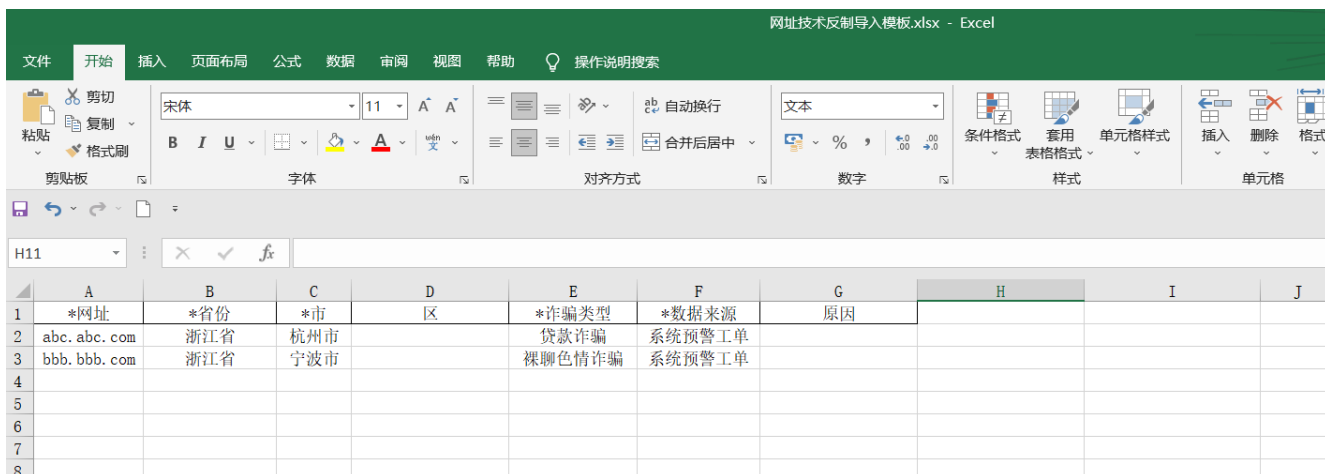 网址技术反制导入模板.xlsx - Excel
文件 开始 插入 页面布局 公式 数据 审阅 视图 帮助 操作说明搜索
剪切
复制
格式刷
粘贴
剪贴板
宋体 11
B I U A wén 变
字体
自动换行
合并后居中
对齐方式
文本
% , .0 .00 .00 .0
数字
条件格式 套用表格格式 单元格样式
样式
插入 删除 格式
单元格
H11 fx
A B C D E F G H I J
1 *网址 *省份 *市 区 *诈骗类型 *数据来源 原因
2 abc.abc.com 浙江省 杭州市 贷款诈骗 系统预警工单
3 bbb.bbb.com 浙江省 宁波市 裸聊色情诈骗 系统预警工单
4
5
6
7
8